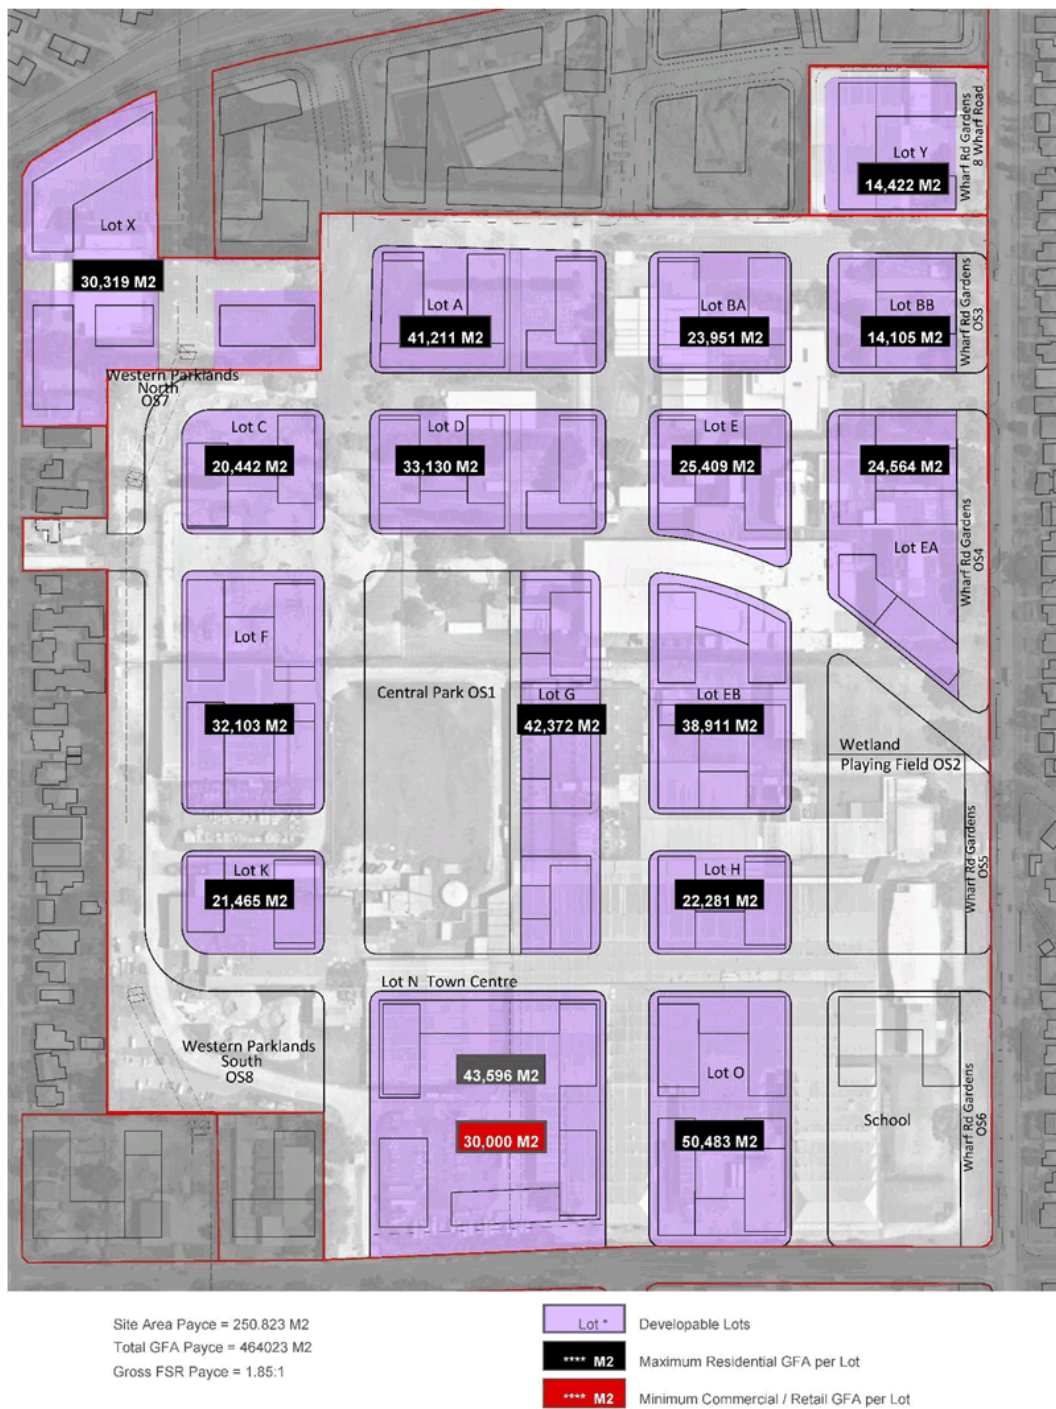 Wharf Rd Gardens
8 Wharf Road
Lot Y
14,422 M2
Lot X
30,319 M2
Lot A
41,211 M2
Lot BA
23,951 M2
Lot BB
14,105 M2
Wharf Rd Gardens
OS3
Western Parklands
North
OS7
Lot C
20,442 M2
Lot D
33,130 M2
Lot E
25,409 M2
24,564 M2
Lot EA
Wharf Rd Gardens
OS4
Lot F
32,103 M2
Central Park OS1
Lot G
42,372 M2
Lot EB
38,911 M2
Wetland
Playing Field OS2
Wharf Rd Gardens
OS5
Lot K
21,465 M2
Lot H
22,281 M2
Lot N Town Centre
Western Parklands
South
OS8
43,596 M2
30,000 M2
Lot O
50,483 M2
School
Wharf Rd Gardens
OS6
Site Area Payce = 250.823 M2
Total GFA Payce = 464023 M2
Gross FSR Payce = 1.85:1
Lot *
Developable Lots
**** M2
Maximum Residential GFA per Lot
**** M2
Minimum Commercial / Retail GFA per Lot